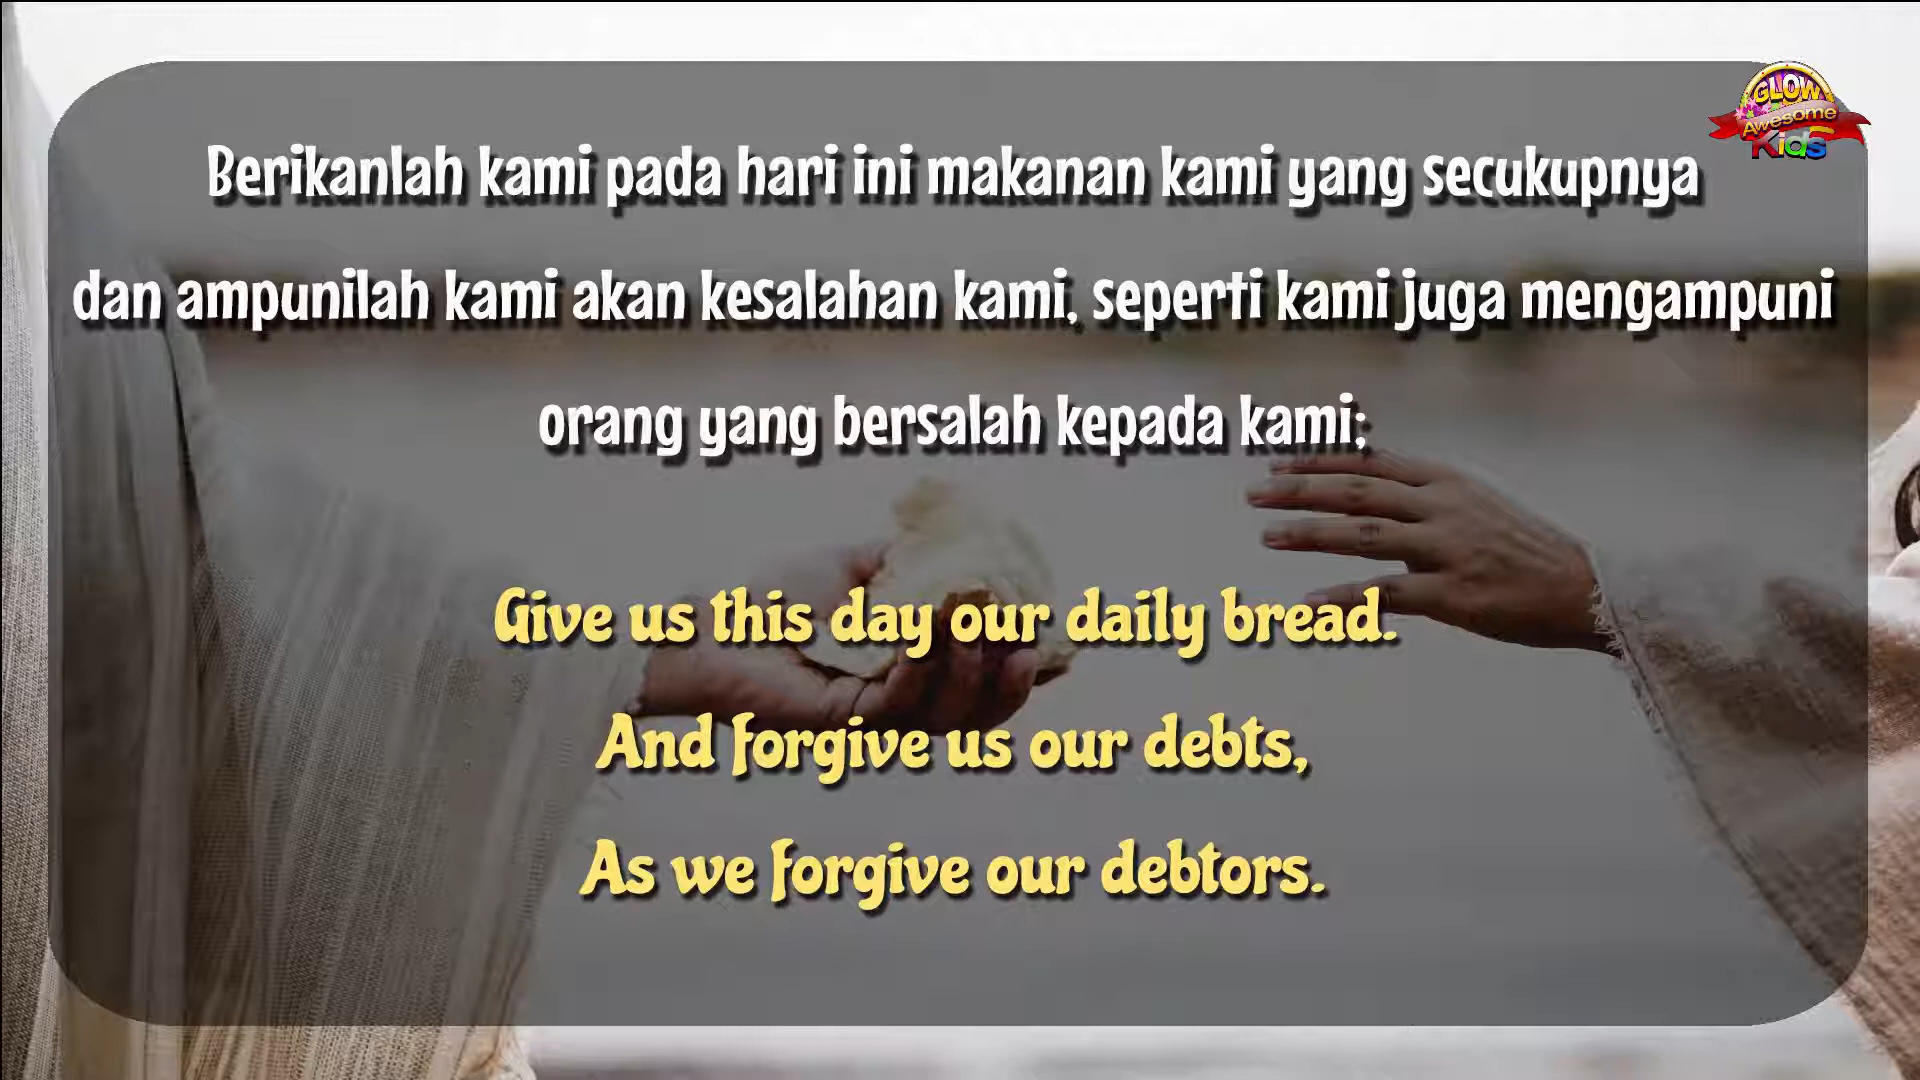 GLOW
Awesome
Kids
Berikanlah kami pada hari ini makanan kami yang secukupnya
dan ampunilah kami akan kesalahan kami, seperti kami juga mengampuni
orang yang bersalah kepada kami;
Give us this day our daily bread.
And forgive us our debts,
As we forgive our debtors.